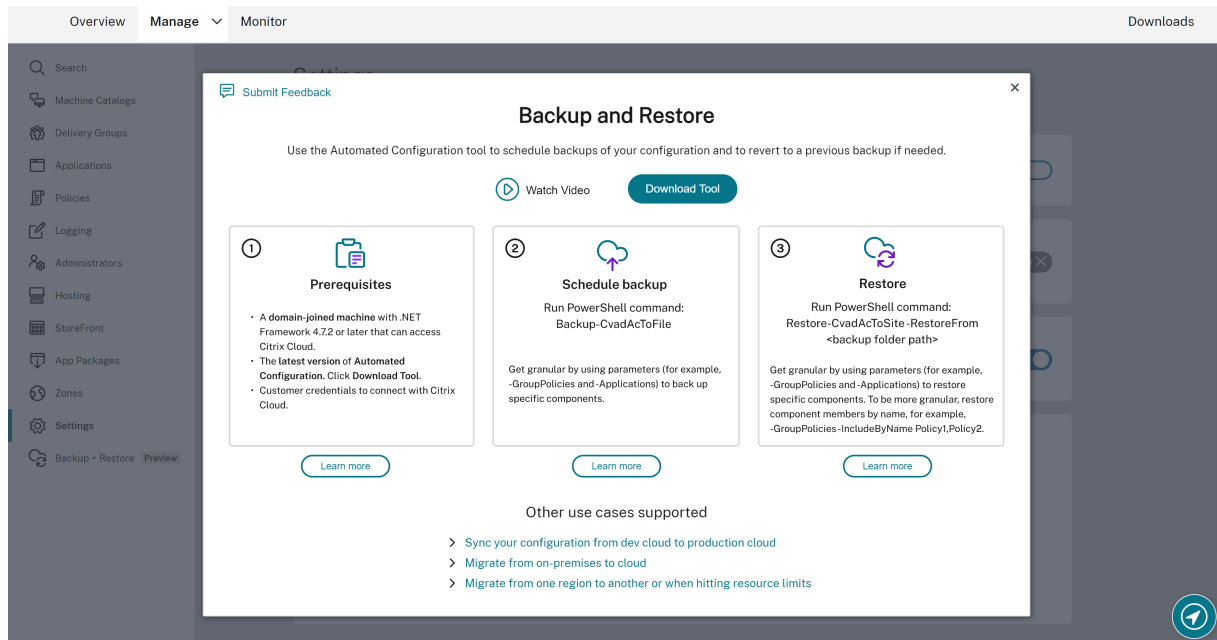 Overview
Manage
Monitor
Downloads
Search
Machine Catalogs
Delivery Groups
Applications
Policies
Logging
Administrators
Hosting
StoreFront
App Packages
Zones
Settings
Backup + Restore Preview
Settings
Submit Feedback
Backup and Restore
Use the Automated Configuration tool to schedule backups of your configuration and to revert to a previous backup if needed.
Watch Video
Download Tool
1
Prerequisites
• A domain-joined machine with .NET
Framework 4.7.2 or later that can access
Citrix Cloud.
• The latest version of Automated
Configuration. Click Download Tool.
• Customer credentials to connect with Citrix
Cloud.
Learn more
2
Schedule backup
Run PowerShell command:
Backup-CvadAcToFile
Get granular by using parameters (for example,
-GroupPolicies and -Applications) to back up
specific components.
Learn more
3
Restore
Run PowerShell command:
Restore-CvadAcToSite -RestoreFrom
<backup folder path>
Get granular by using parameters (for example,
-GroupPolicies and -Applications) to restore
specific components. To be more granular, restore
component members by name, for example,
-GroupPolicies -IncludeByName Policy1,Policy2.
Learn more
Other use cases supported
Sync your configuration from dev cloud to production cloud
Migrate from on-premises to cloud
Migrate from one region to another or when hitting resource limits